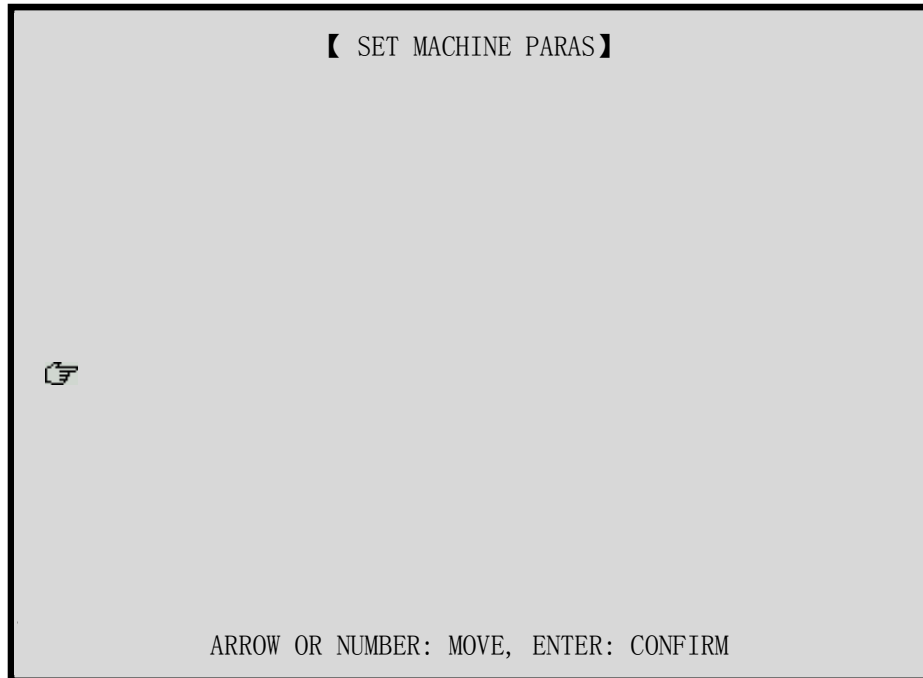 【 SET MACHINE PARAS】
ARROW OR NUMBER: MOVE, ENTER: CONFIRM